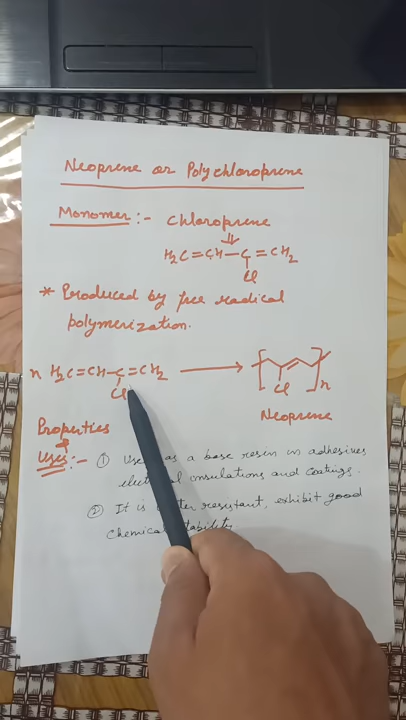 Neoprene or Polychloroprene
Monomer :- Chloroprene
H₂C=CH-C=CH₂
Cl
* Produced by free radical
polymerization.
n H₂C=CH-C=CH₂ → [ ]n
Cl Cl
Neoprene
Properties
Uses :- ① as a base resin in adhesives
insulations and coatings.
② It is resistant, exhibit good
chemical